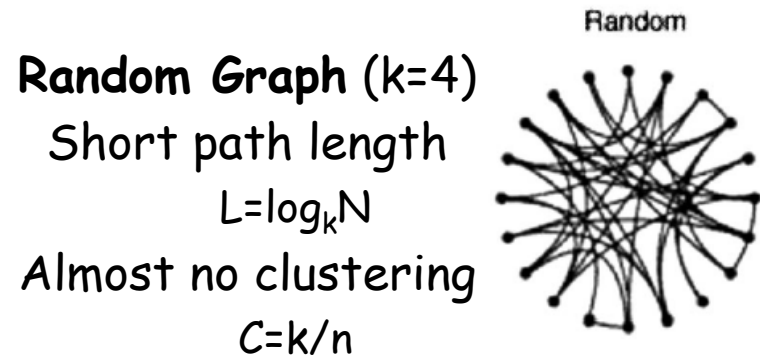 Random
Random Graph (k=4)
Short path length
L=logₖN
Almost no clustering
C=k/n